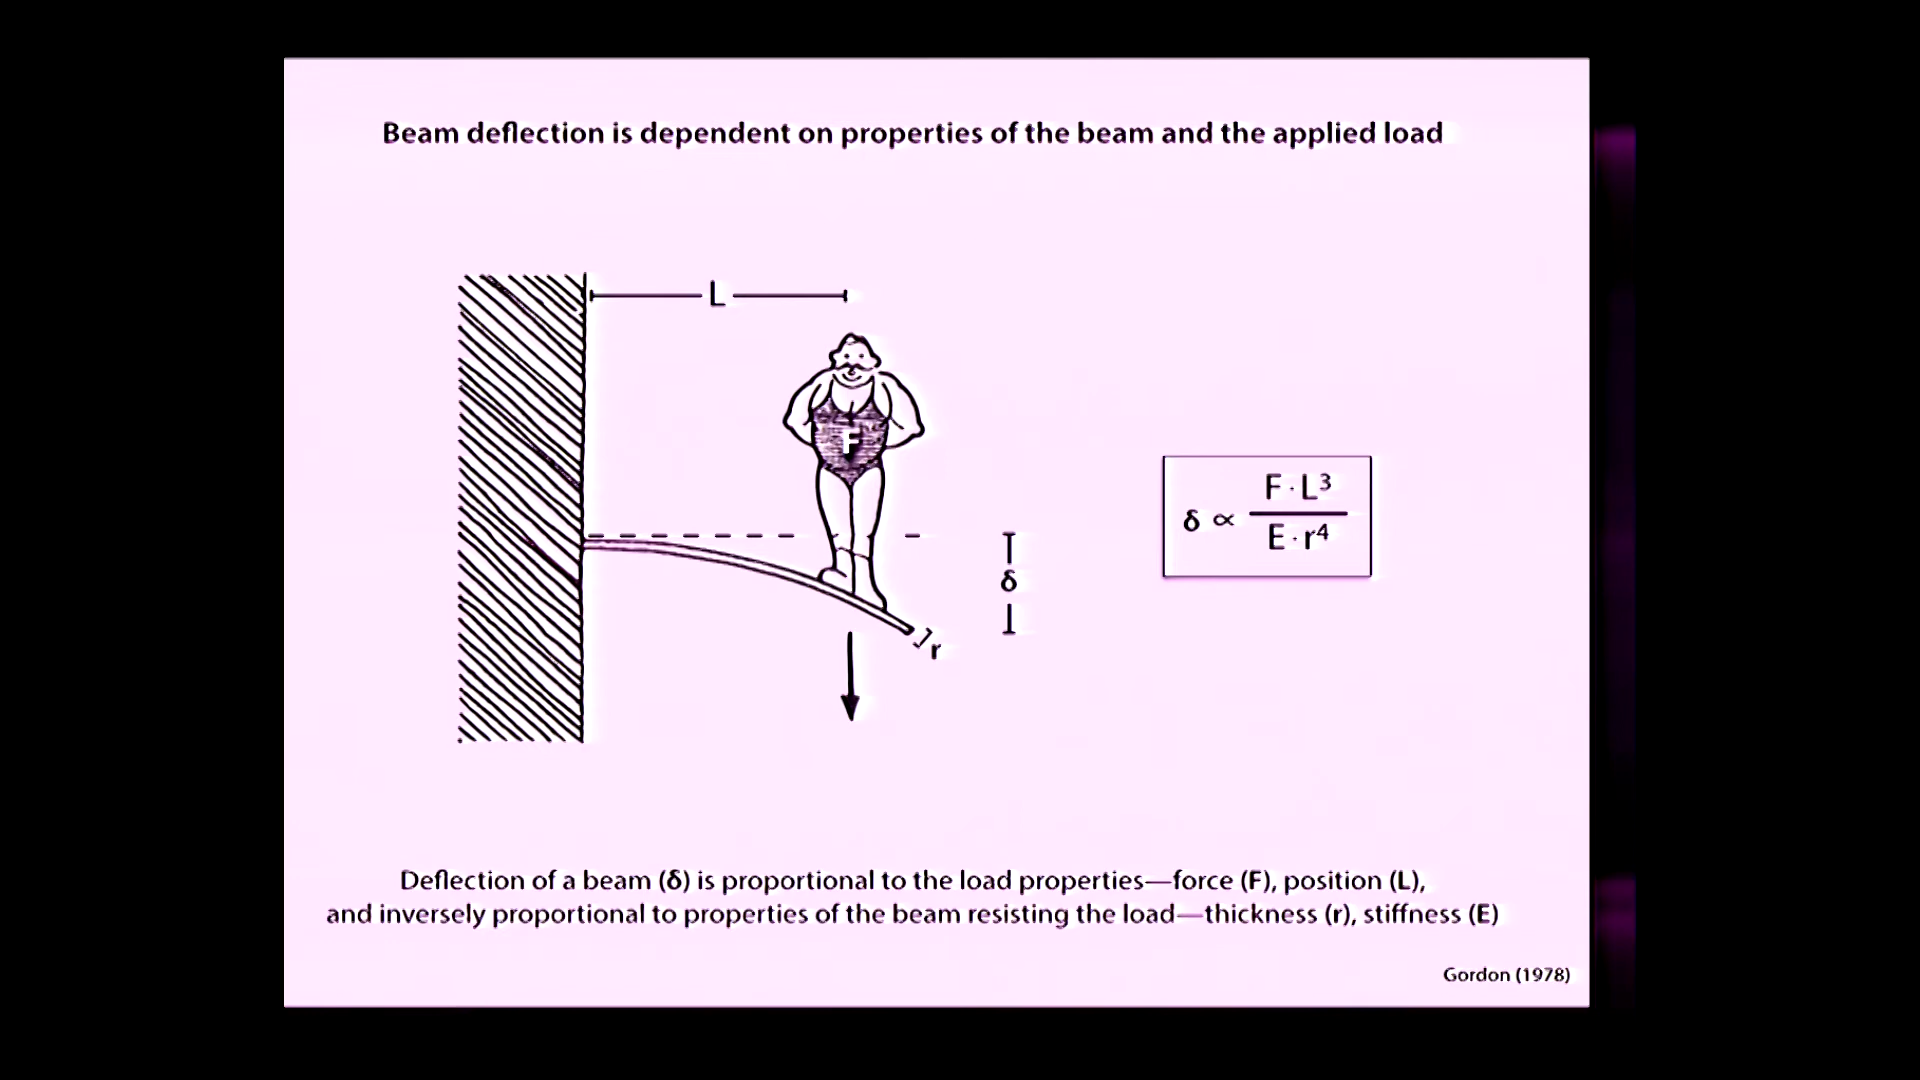 Beam deflection is dependent on properties of the beam and the applied load
L
F
δ
r
δ ∝ F · L³ / E · r⁴
Deflection of a beam (δ) is proportional to the load properties—force (F), position (L),
and inversely proportional to properties of the beam resisting the load—thickness (r), stiffness (E)
Gordon (1978)